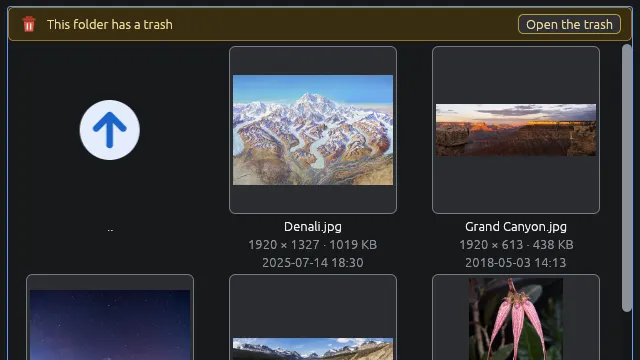 This folder has a trash
Open the trash
..
Denali.jpg
1920 × 1327 · 1019 KB
2025-07-14 18:30
Grand Canyon.jpg
1920 × 613 · 438 KB
2018-05-03 14:13